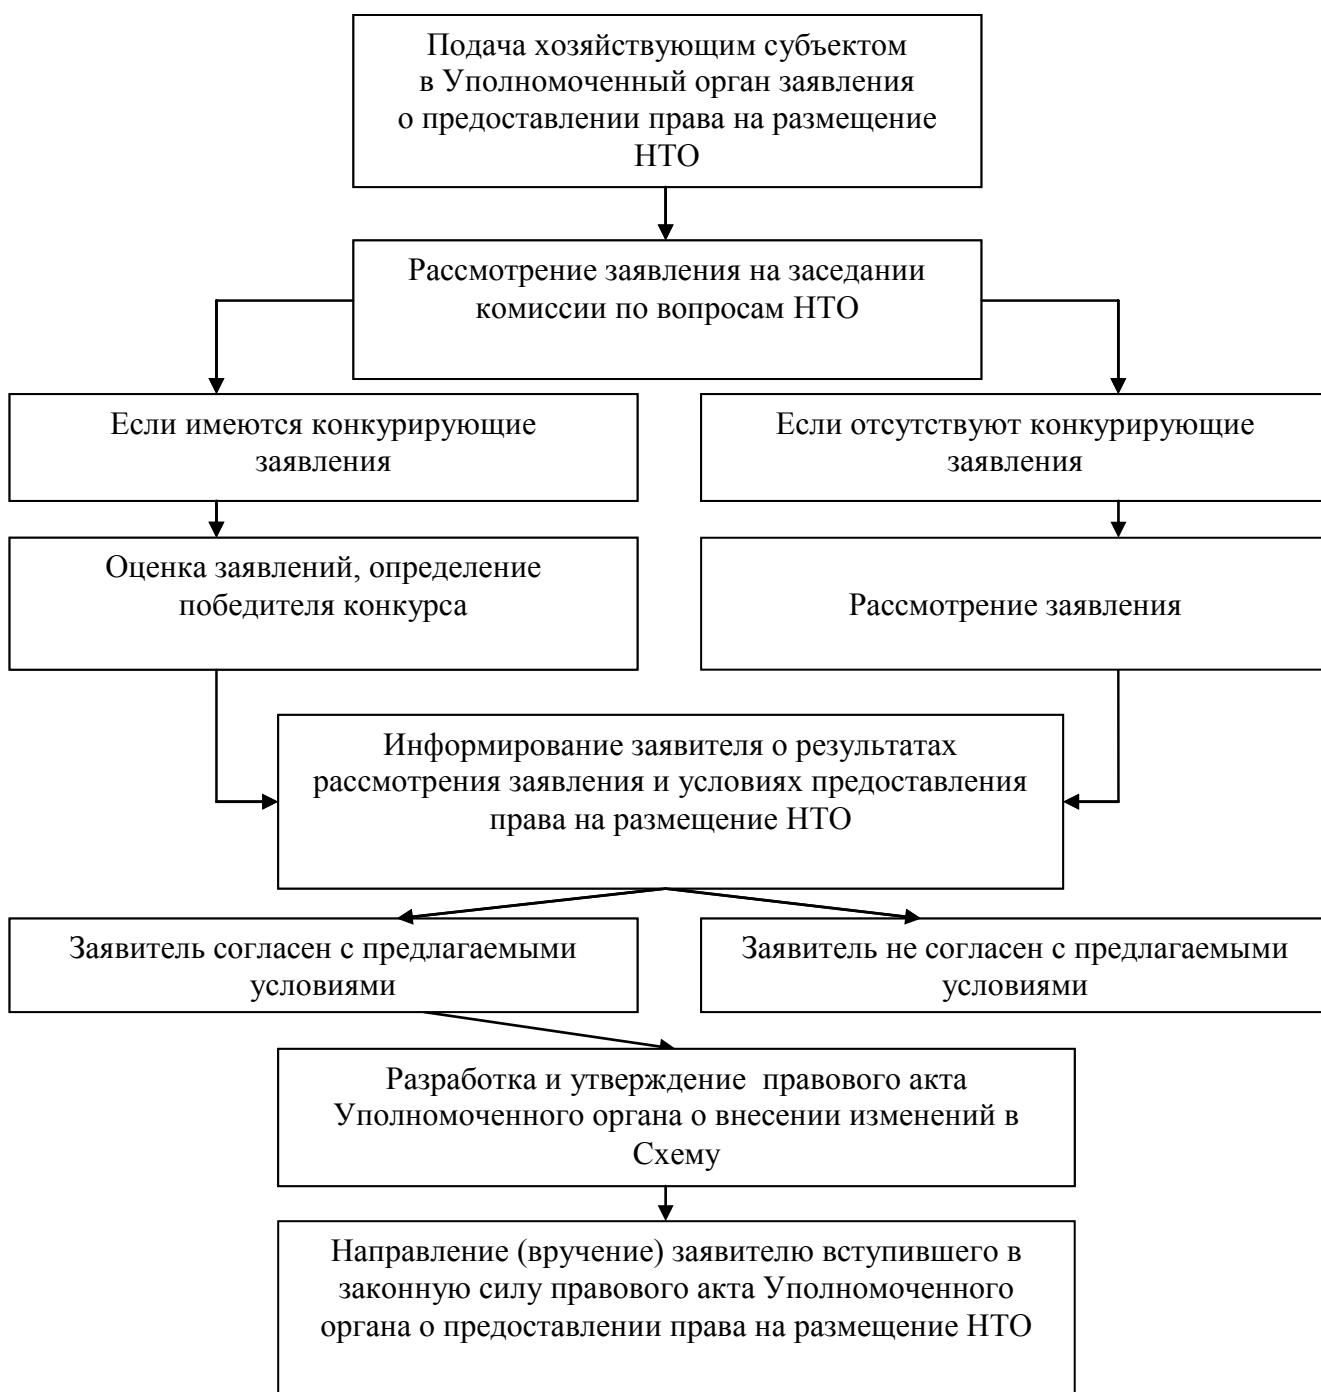 Подача хозяйствующим субъектом
в Уполномоченный орган заявления
о предоставлении права на размещение
НТО
Рассмотрение заявления на заседании
комиссии по вопросам НТО
Если имеются конкурирующие
заявления
Если отсутствуют конкурирующие
заявления
Оценка заявлений, определение
победителя конкурса
Рассмотрение заявления
Информирование заявителя о результатах
рассмотрения заявления и условиях предоставления
права на размещение НТО
Заявитель согласен с предлагаемыми
условиями
Заявитель не согласен с предлагаемыми
условиями
Разработка и утверждение  правового акта
Уполномоченного органа о внесении изменений в
Схему
Направление (вручение) заявителю вступившего в
законную силу правового акта Уполномоченного
органа о предоставлении права на размещение НТО